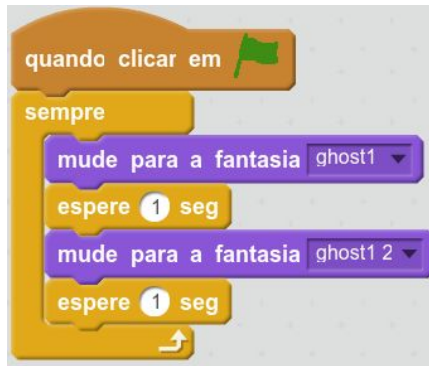 quando clicar em
sempre
mude para a fantasia ghost1
espere 1 seg
mude para a fantasia ghost1 2
espere 1 seg